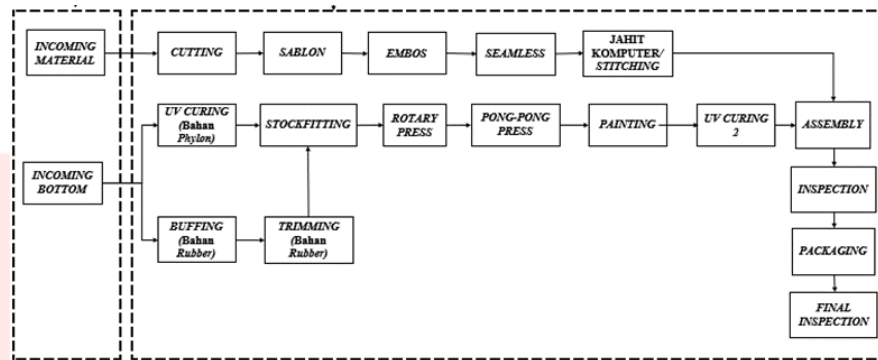 INCOMING
MATERIAL
CUTTING
SABLON
EMBOS
SEAMLESS
JAHIT
KOMPUTER/
STITCHING
UV CURING
(Bahan
Phylon)
STOCKFITTING
ROTARY
PRESS
PONG-PONG
PRESS
PAINTING
UV CURING
2
ASSEMBLY
INCOMING
BOTTOM
BUFFING
(Bahan
Rubber)
TRIMMING
(Bahan
Rubber)
INSPECTION
PACKAGING
FINAL
INSPECTION